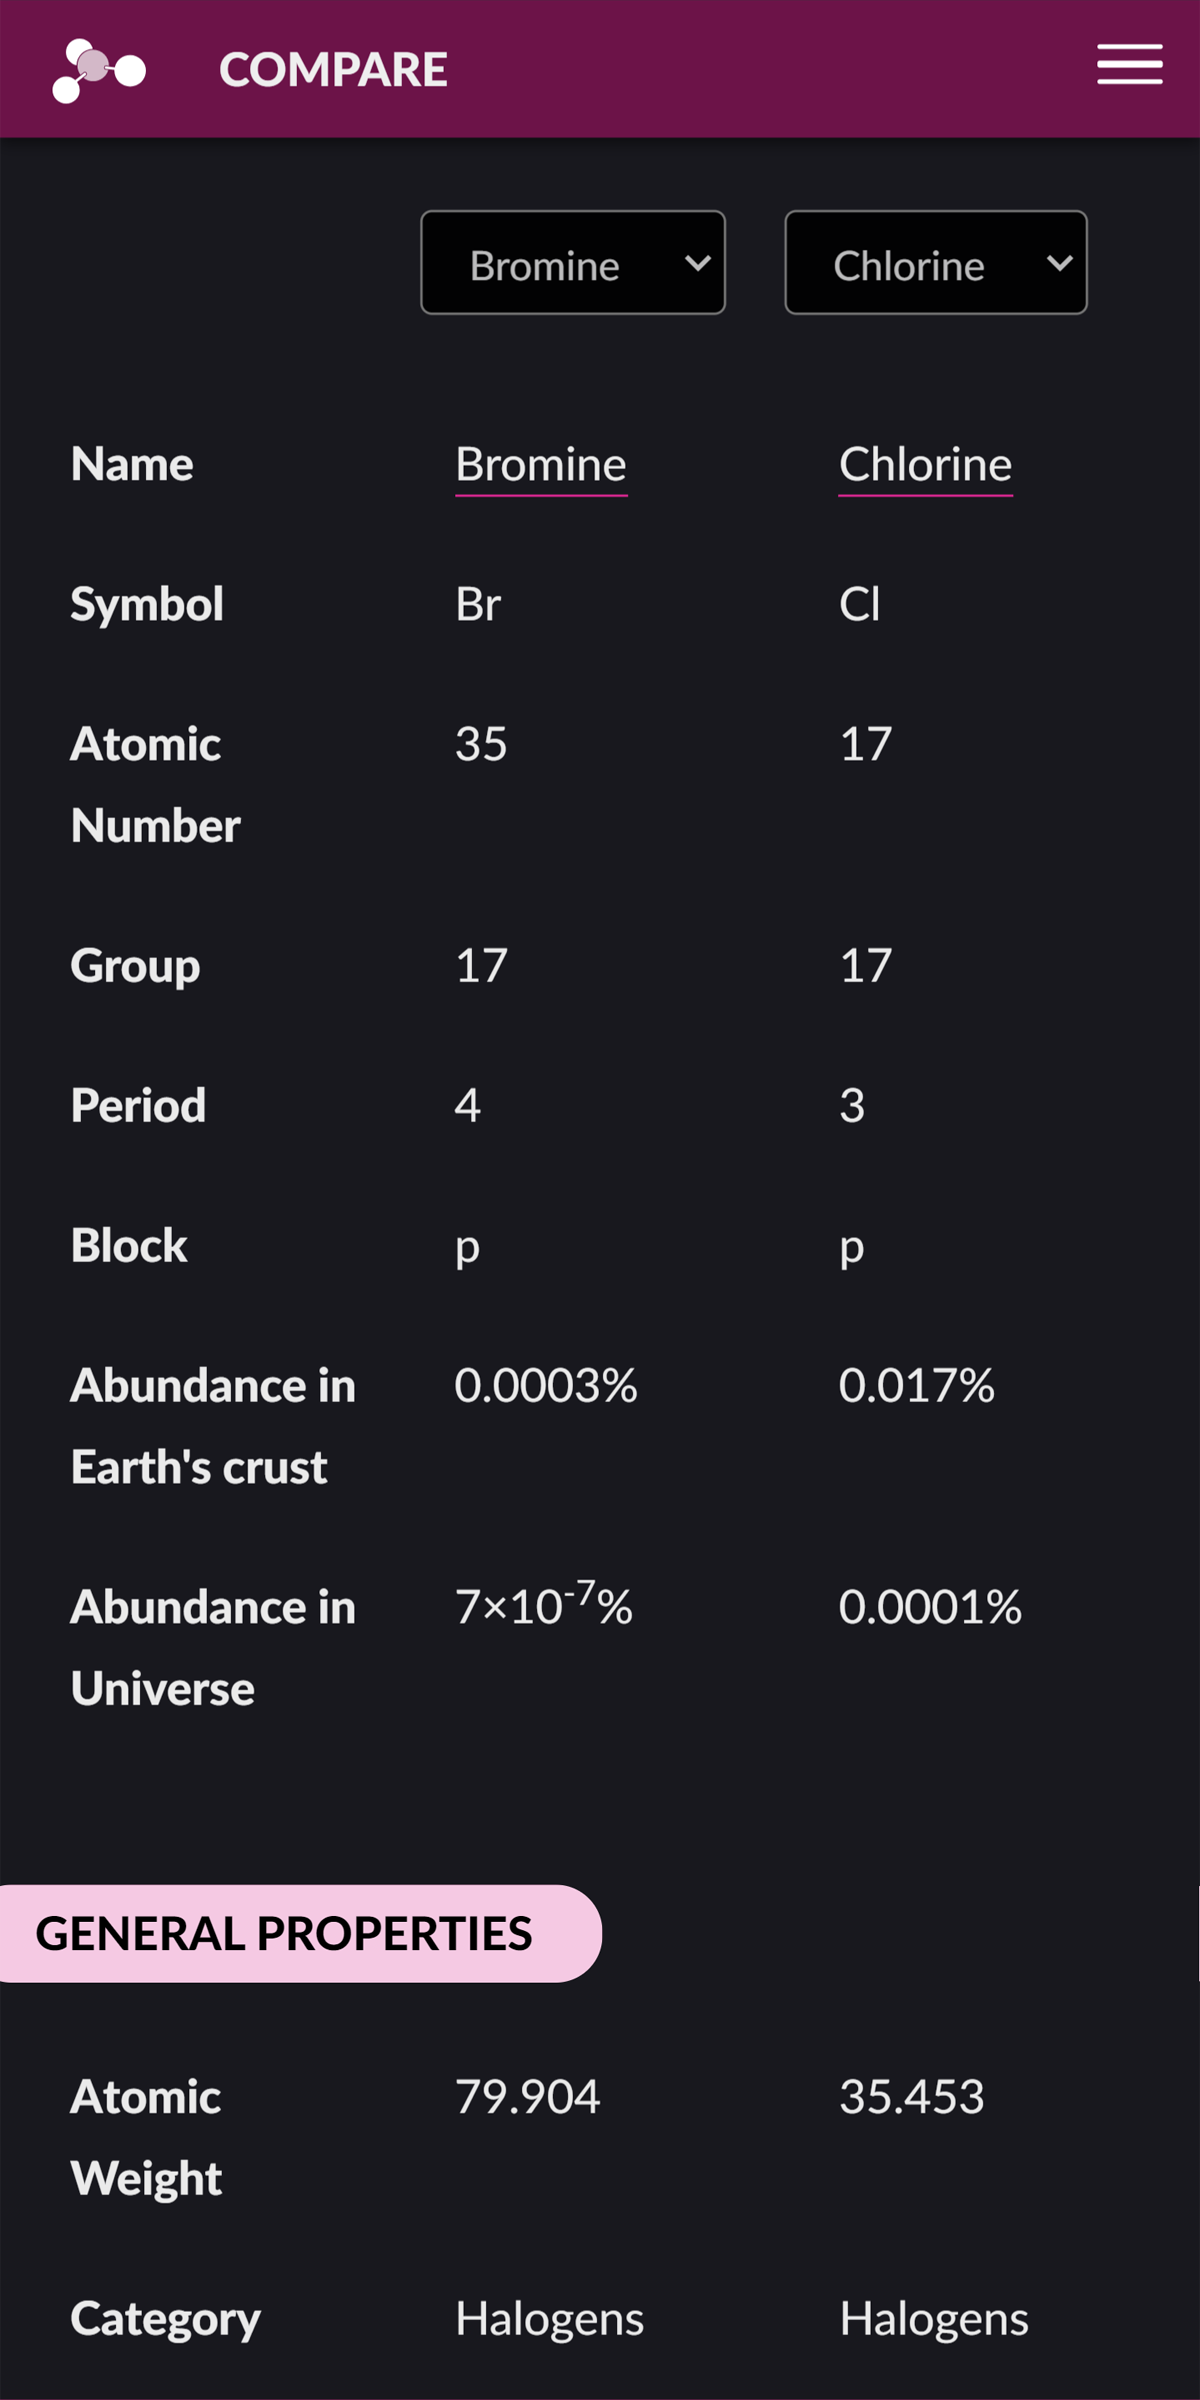 COMPARE
Bromine Chlorine
Name Bromine Chlorine
Symbol Br Cl
Atomic 35 17
Number
Group 17 17
Period 4 3
Block p p
Abundance in 0.0003% 0.017%
Earth's crust
Abundance in 7×10⁻⁷% 0.0001%
Universe
GENERAL PROPERTIES
Atomic 79.904 35.453
Weight
Category Halogens Halogens